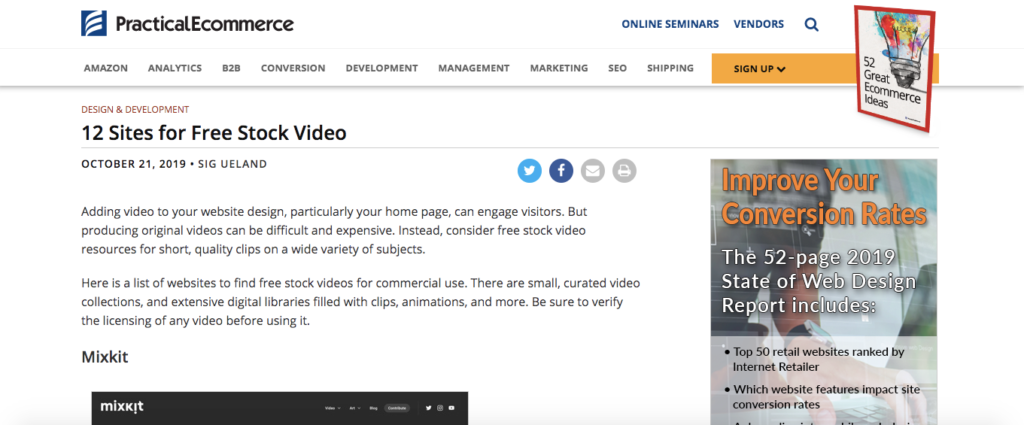 PracticalEcommerce
ONLINE SEMINARS VENDORS
52
Great
Ecommerce
Ideas
AMAZON ANALYTICS B2B CONVERSION DEVELOPMENT MANAGEMENT MARKETING SEO SHIPPING SIGN UP
DESIGN & DEVELOPMENT
12 Sites for Free Stock Video
OCTOBER 21, 2019 • SIG UELAND
Adding video to your website design, particularly your home page, can engage visitors. But
producing original videos can be difficult and expensive. Instead, consider free stock video
resources for short, quality clips on a wide variety of subjects.
Here is a list of websites to find free stock videos for commercial use. There are small, curated video
collections, and extensive digital libraries filled with clips, animations, and more. Be sure to verify
the licensing of any video before using it.
Mixkit
mixkit
Video Art Blog Contribute
Improve Your
Conversion Rates
The 52-page 2019
State of Web Design
Report includes:
• Top 50 retail websites ranked by
Internet Retailer
• Which website features impact site
conversion rates